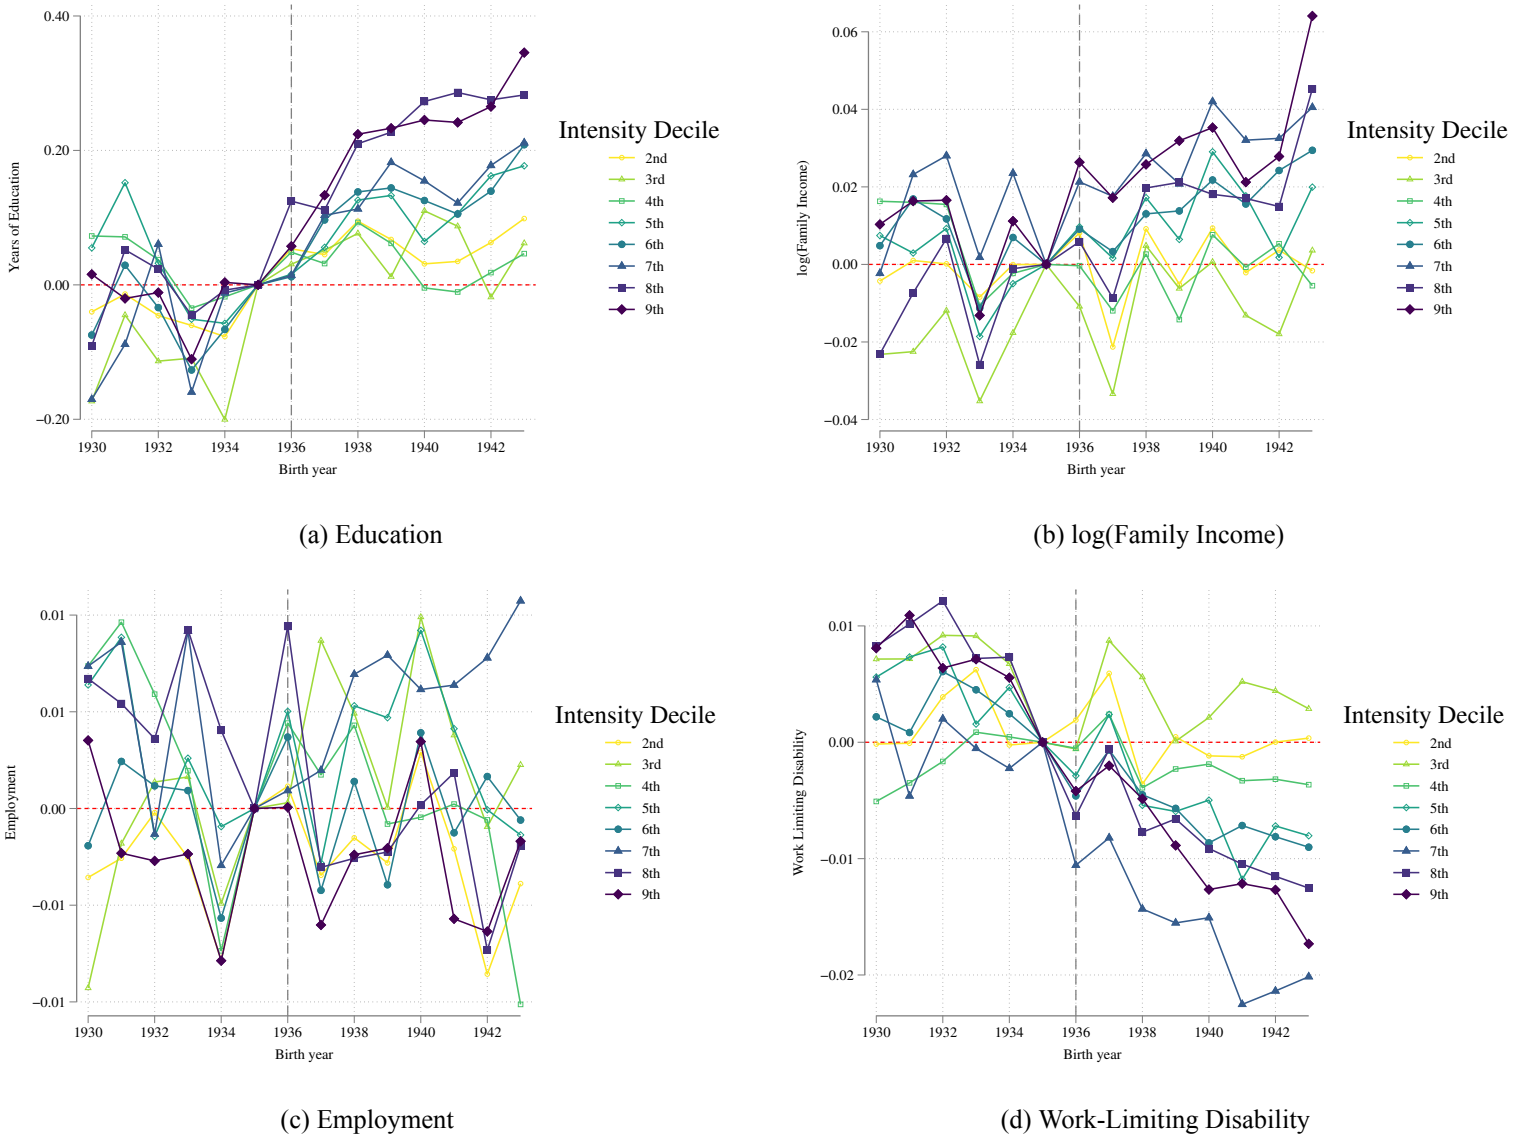 0.40
0.20
0.00
−0.20
Years of Education
1930 1932 1934 1936 1938 1940 1942
Birth year
Intensity Decile
2nd
3rd
4th
5th
6th
7th
8th
9th
(a) Education
0.06
0.04
0.02
0.00
−0.02
−0.04
log(Family Income)
1930 1932 1934 1936 1938 1940 1942
Birth year
Intensity Decile
2nd
3rd
4th
5th
6th
7th
8th
9th
(b) log(Family Income)
0.01
0.01
0.00
−0.01
−0.01
Employment
1930 1932 1934 1936 1938 1940 1942
Birth year
Intensity Decile
2nd
3rd
4th
5th
6th
7th
8th
9th
(c) Employment
0.01
0.00
−0.01
−0.02
Work Limiting Disability
1930 1932 1934 1936 1938 1940 1942
Birth year
Intensity Decile
2nd
3rd
4th
5th
6th
7th
8th
9th
(d) Work-Limiting Disability